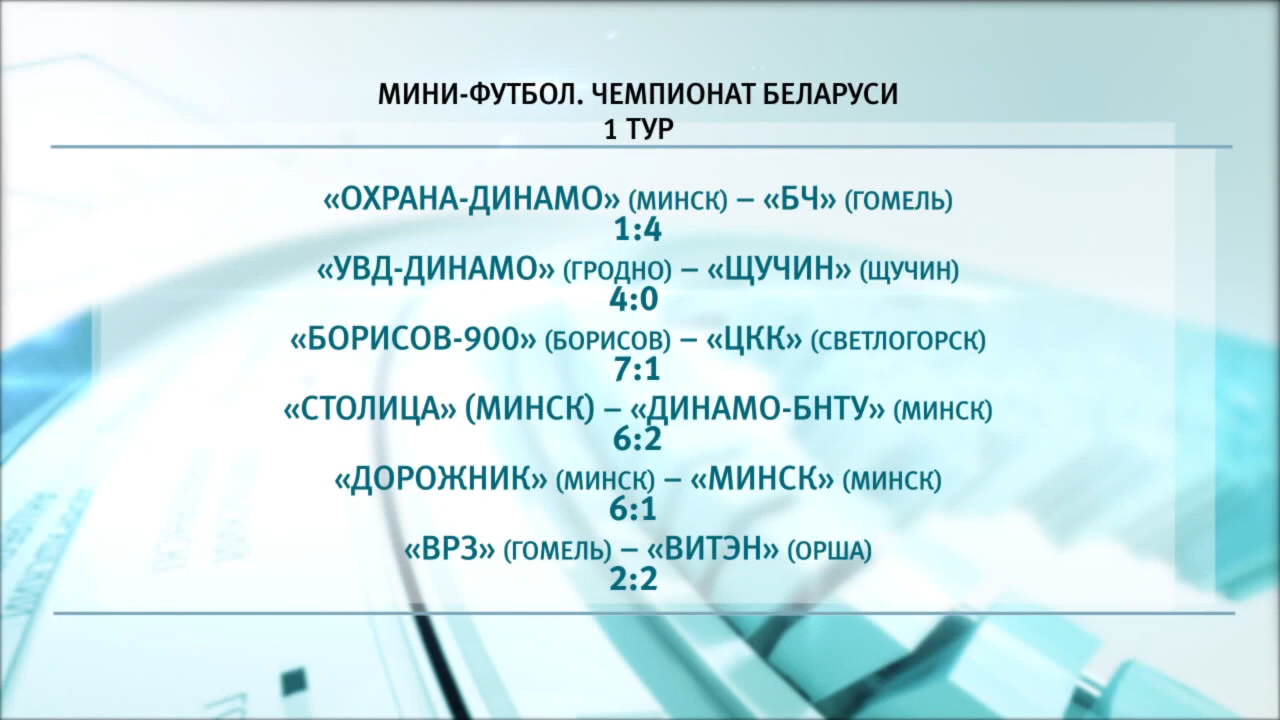 МИНИ-ФУТБОЛ. ЧЕМПИОНАТ БЕЛАРУСИ
1 ТУР
«ОХРАНА-ДИНАМО» (МИНСК) – «БЧ» (ГОМЕЛЬ)
1:4
«УВД-ДИНАМО» (ГРОДНО) – «ЩУЧИН» (ЩУЧИН)
4:0
«БОРИСОВ-900» (БОРИСОВ) – «ЦКК» (СВЕТЛОГОРСК)
7:1
«СТОЛИЦА» (МИНСК) – «ДИНАМО-БНТУ» (МИНСК)
6:2
«ДОРОЖНИК» (МИНСК) – «МИНСК» (МИНСК)
6:1
«ВРЗ» (ГОМЕЛЬ) – «ВИТЭН» (ОРША)
2:2